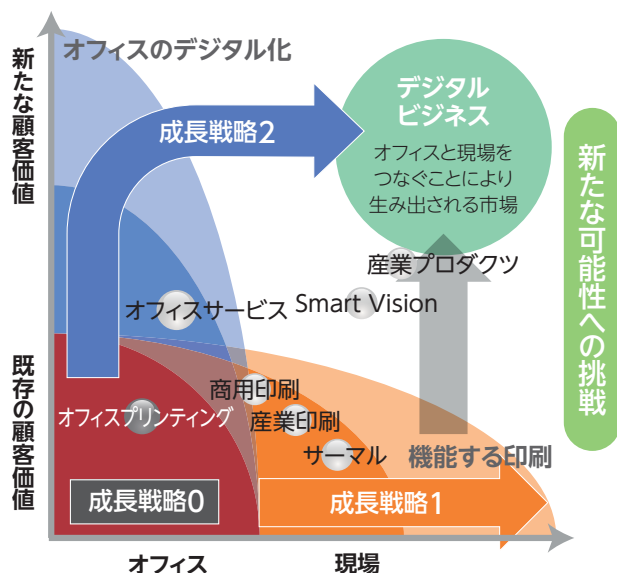 オフィスのデジタル化
新たな顧客価値
既存の顧客価値
成長戦略2
デジタル
ビジネス
オフィスと現場を
つなぐことにより
生み出される市場
新たな可能性への挑戦
産業プロダクツ
オフィスサービス
Smart Vision
商用印刷
オフィスプリンティング
産業印刷
サーマル
機能する印刷
成長戦略0
成長戦略1
オフィス
現場